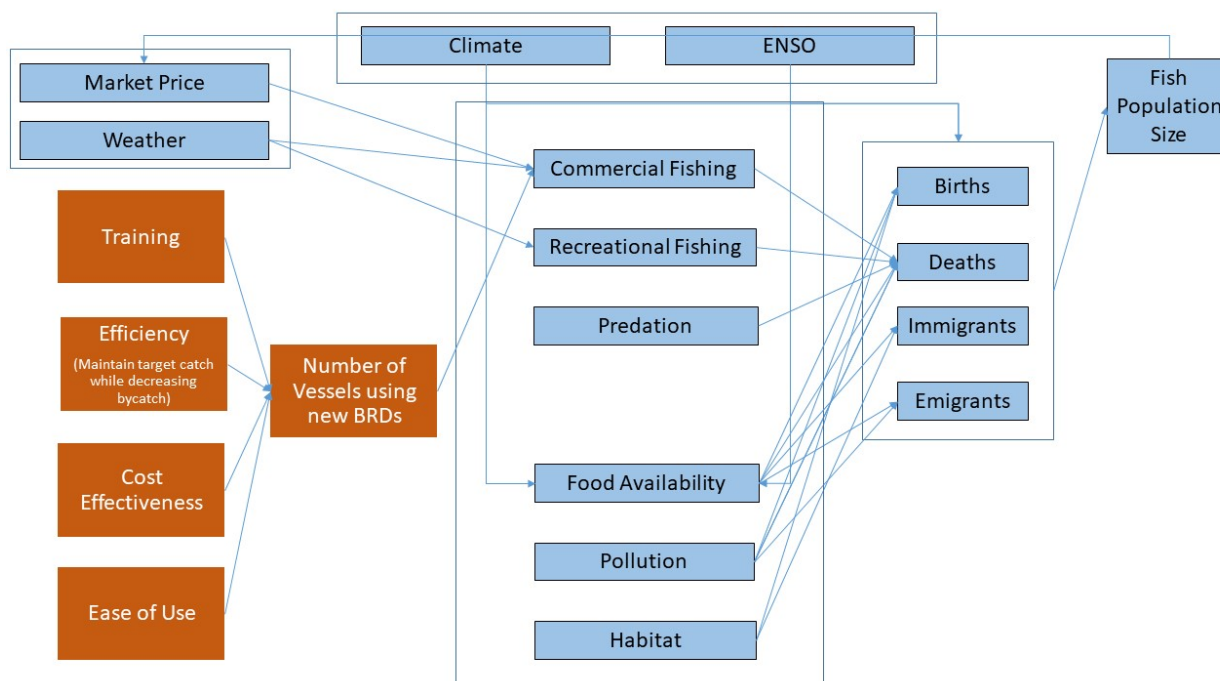 Climate
ENSO
Market Price
Weather
Fish
Population
Size
Commercial Fishing
Births
Training
Recreational Fishing
Deaths
Efficiency
(Maintain target catch
while decreasing
bycatch)
Number of
Vessels using
new BRDs
Predation
Immigrants
Emigrants
Cost
Effectiveness
Food Availability
Pollution
Ease of Use
Habitat